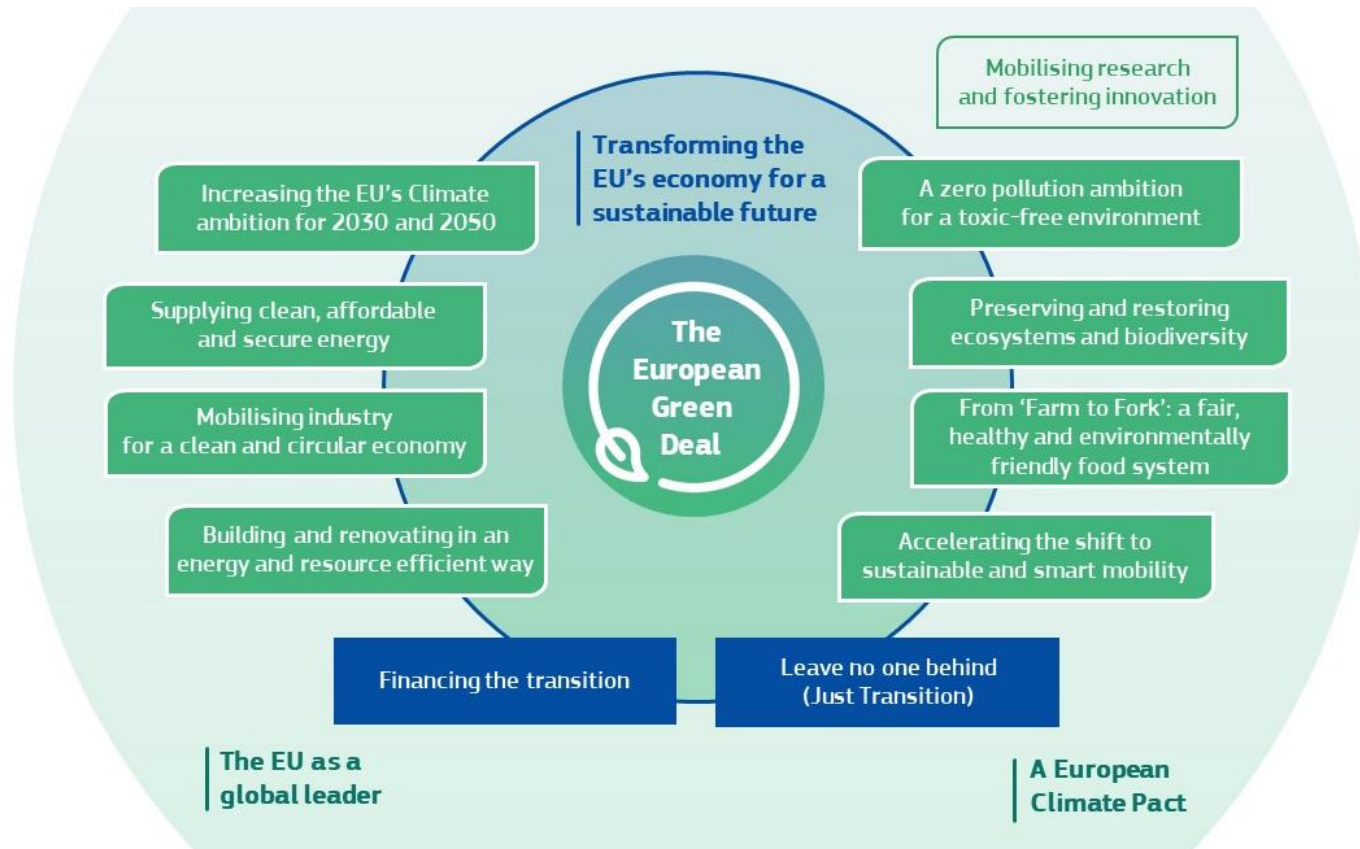 Mobilising research
and fostering innovation
Transforming the
EU's economy for a
sustainable future
Increasing the EU's Climate
ambition for 2030 and 2050
Supplying clean, affordable
and secure energy
Mobilising industry
for a clean and circular economy
Building and renovating in an
energy and resource efficient way
The
European
Green
Deal
A zero pollution ambition
for a toxic-free environment
Preserving and restoring
ecosystems and biodiversity
From ‘Farm to Fork’: a fair,
healthy and environmentally
friendly food system
Accelerating the shift to
sustainable and smart mobility
Financing the transition
Leave no one behind
(Just Transition)
The EU as a
global leader
A European
Climate Pact